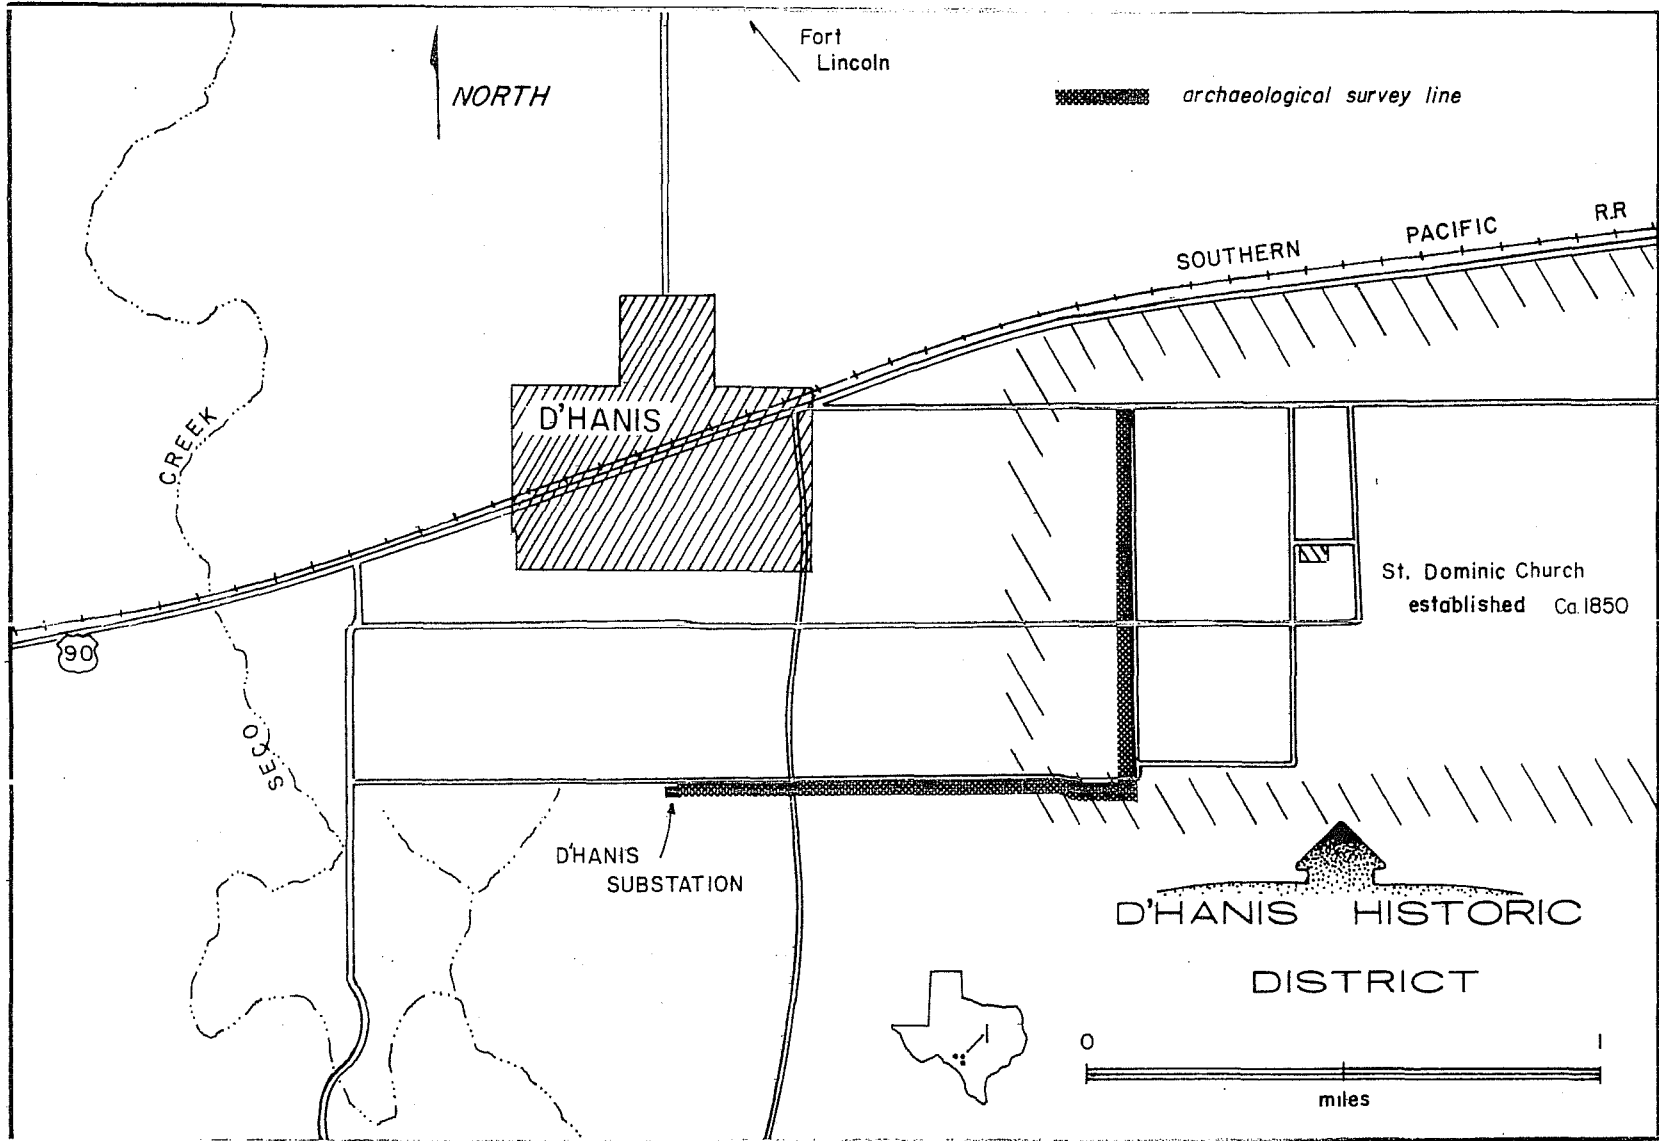 Fort
Lincoln
NORTH
archaeological survey line
SOUTHERN PACIFIC R.R
D'HANIS
CREEK
St. Dominic Church
established Ca.1850
90
SECO
D'HANIS
SUBSTATION
D'HANIS HISTORIC
DISTRICT
0 1
miles